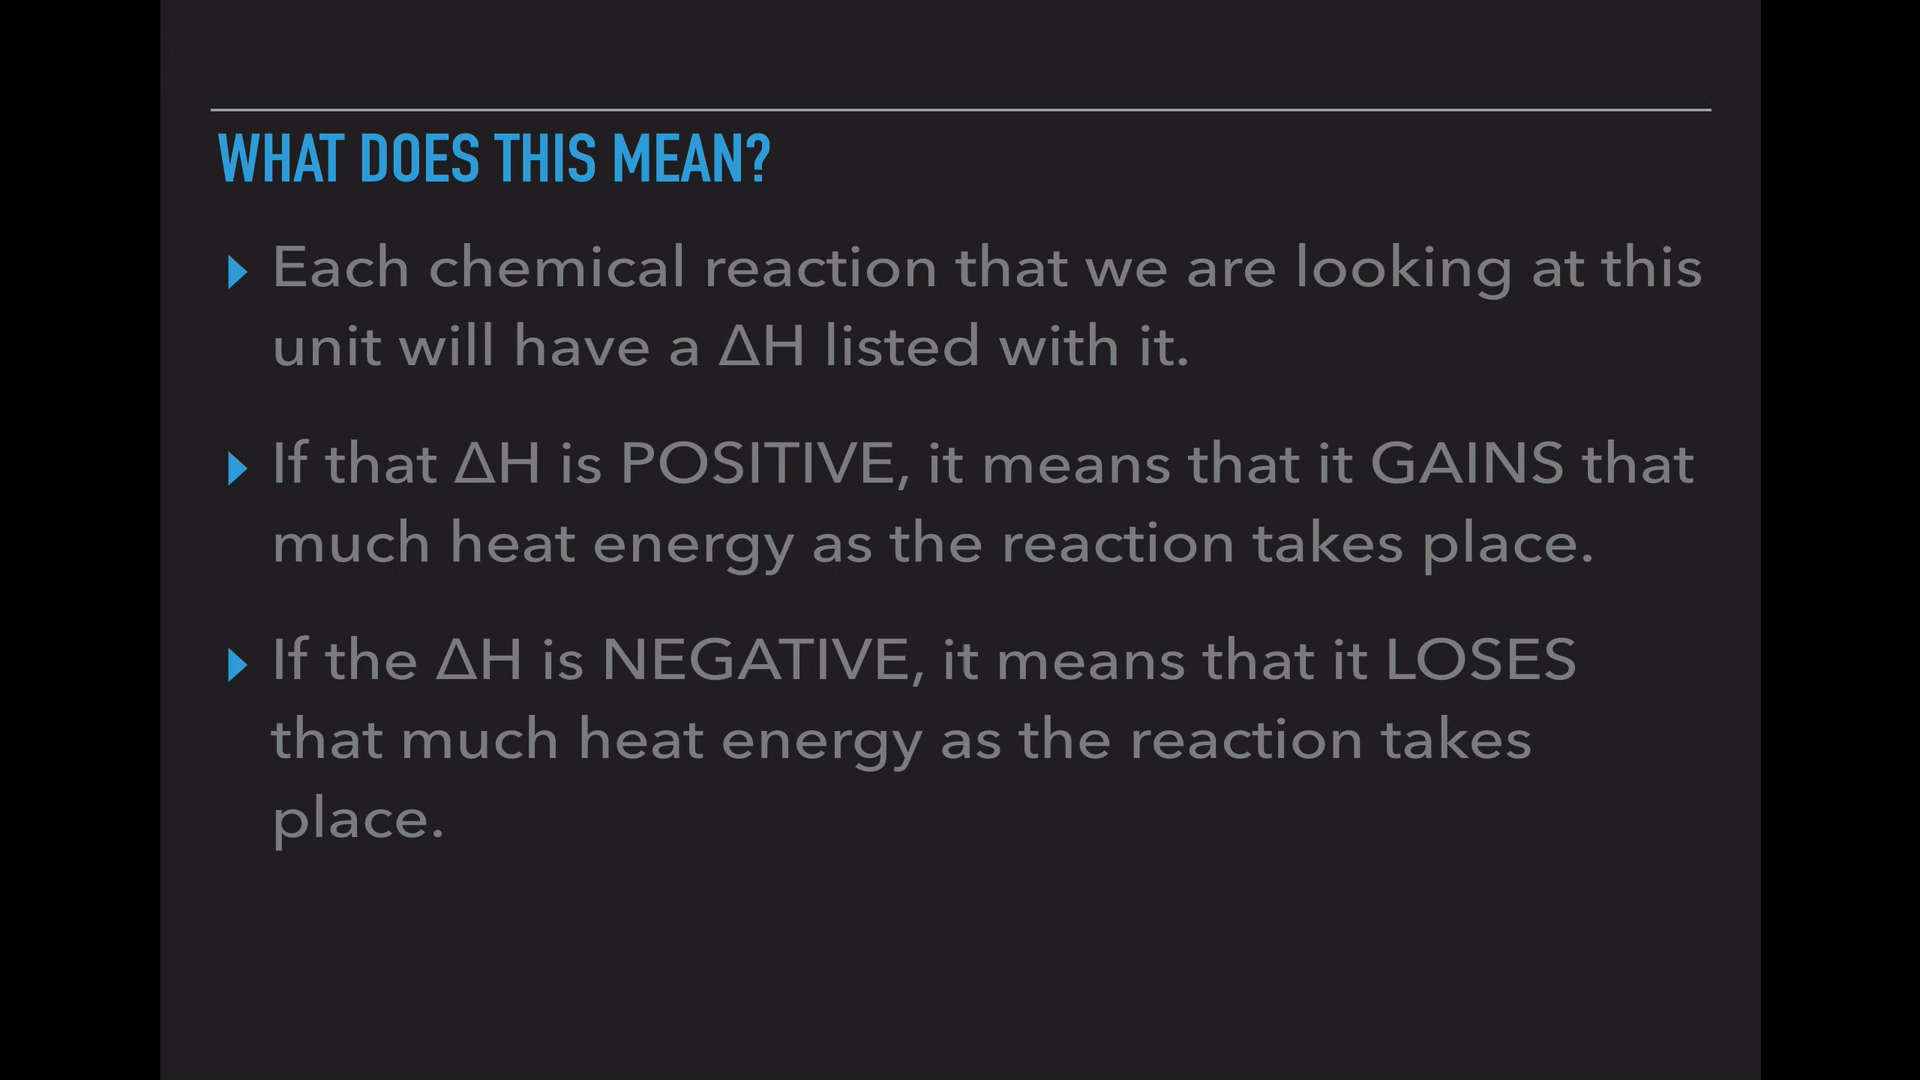 WHAT DOES THIS MEAN?
Each chemical reaction that we are looking at this
unit will have a ΔH listed with it.
If that ΔH is POSITIVE, it means that it GAINS that
much heat energy as the reaction takes place.
If the ΔH is NEGATIVE, it means that it LOSES
that much heat energy as the reaction takes
place.